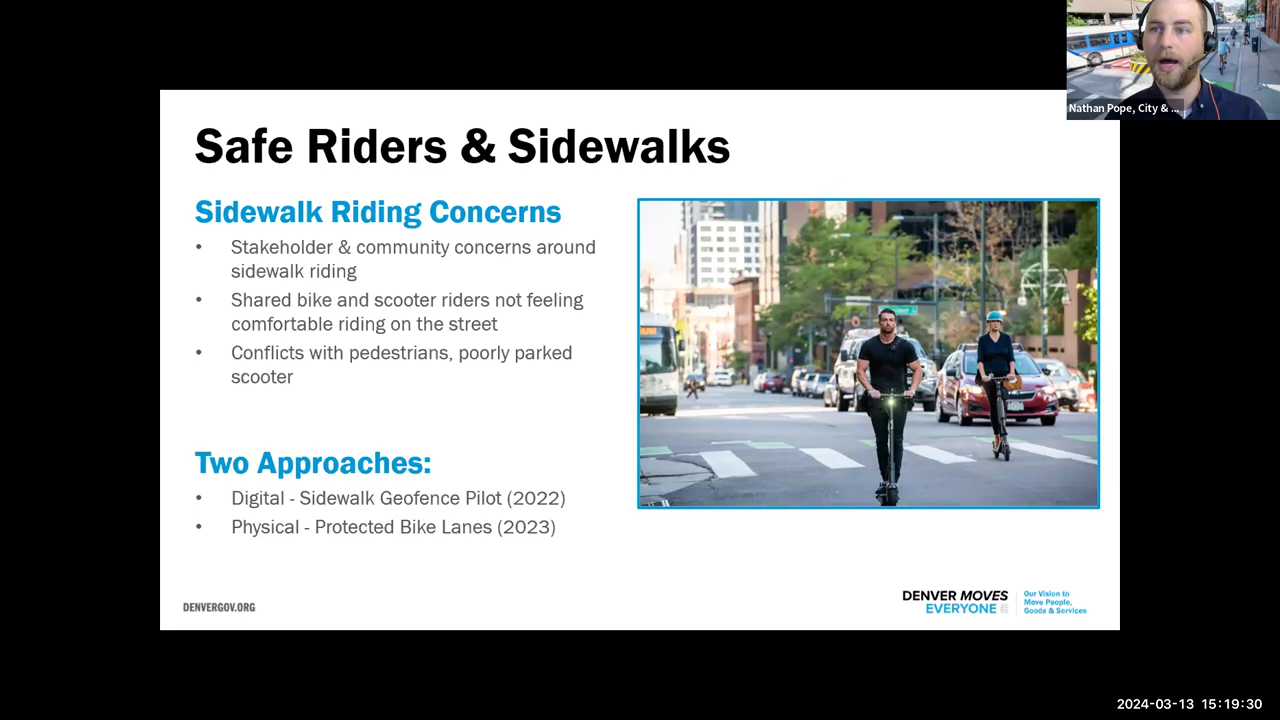 Nathan Pope, City & ...
Safe Riders & Sidewalks
Sidewalk Riding Concerns
• Stakeholder & community concerns around
sidewalk riding
• Shared bike and scooter riders not feeling
comfortable riding on the street
• Conflicts with pedestrians, poorly parked
scooter
Two Approaches:
• Digital - Sidewalk Geofence Pilot (2022)
• Physical - Protected Bike Lanes (2023)
DENVERGOV.ORG
DENVER MOVES
EVERYONE
Our Vision to
Move People,
Goods & Services
2024-03-13 15:19:30